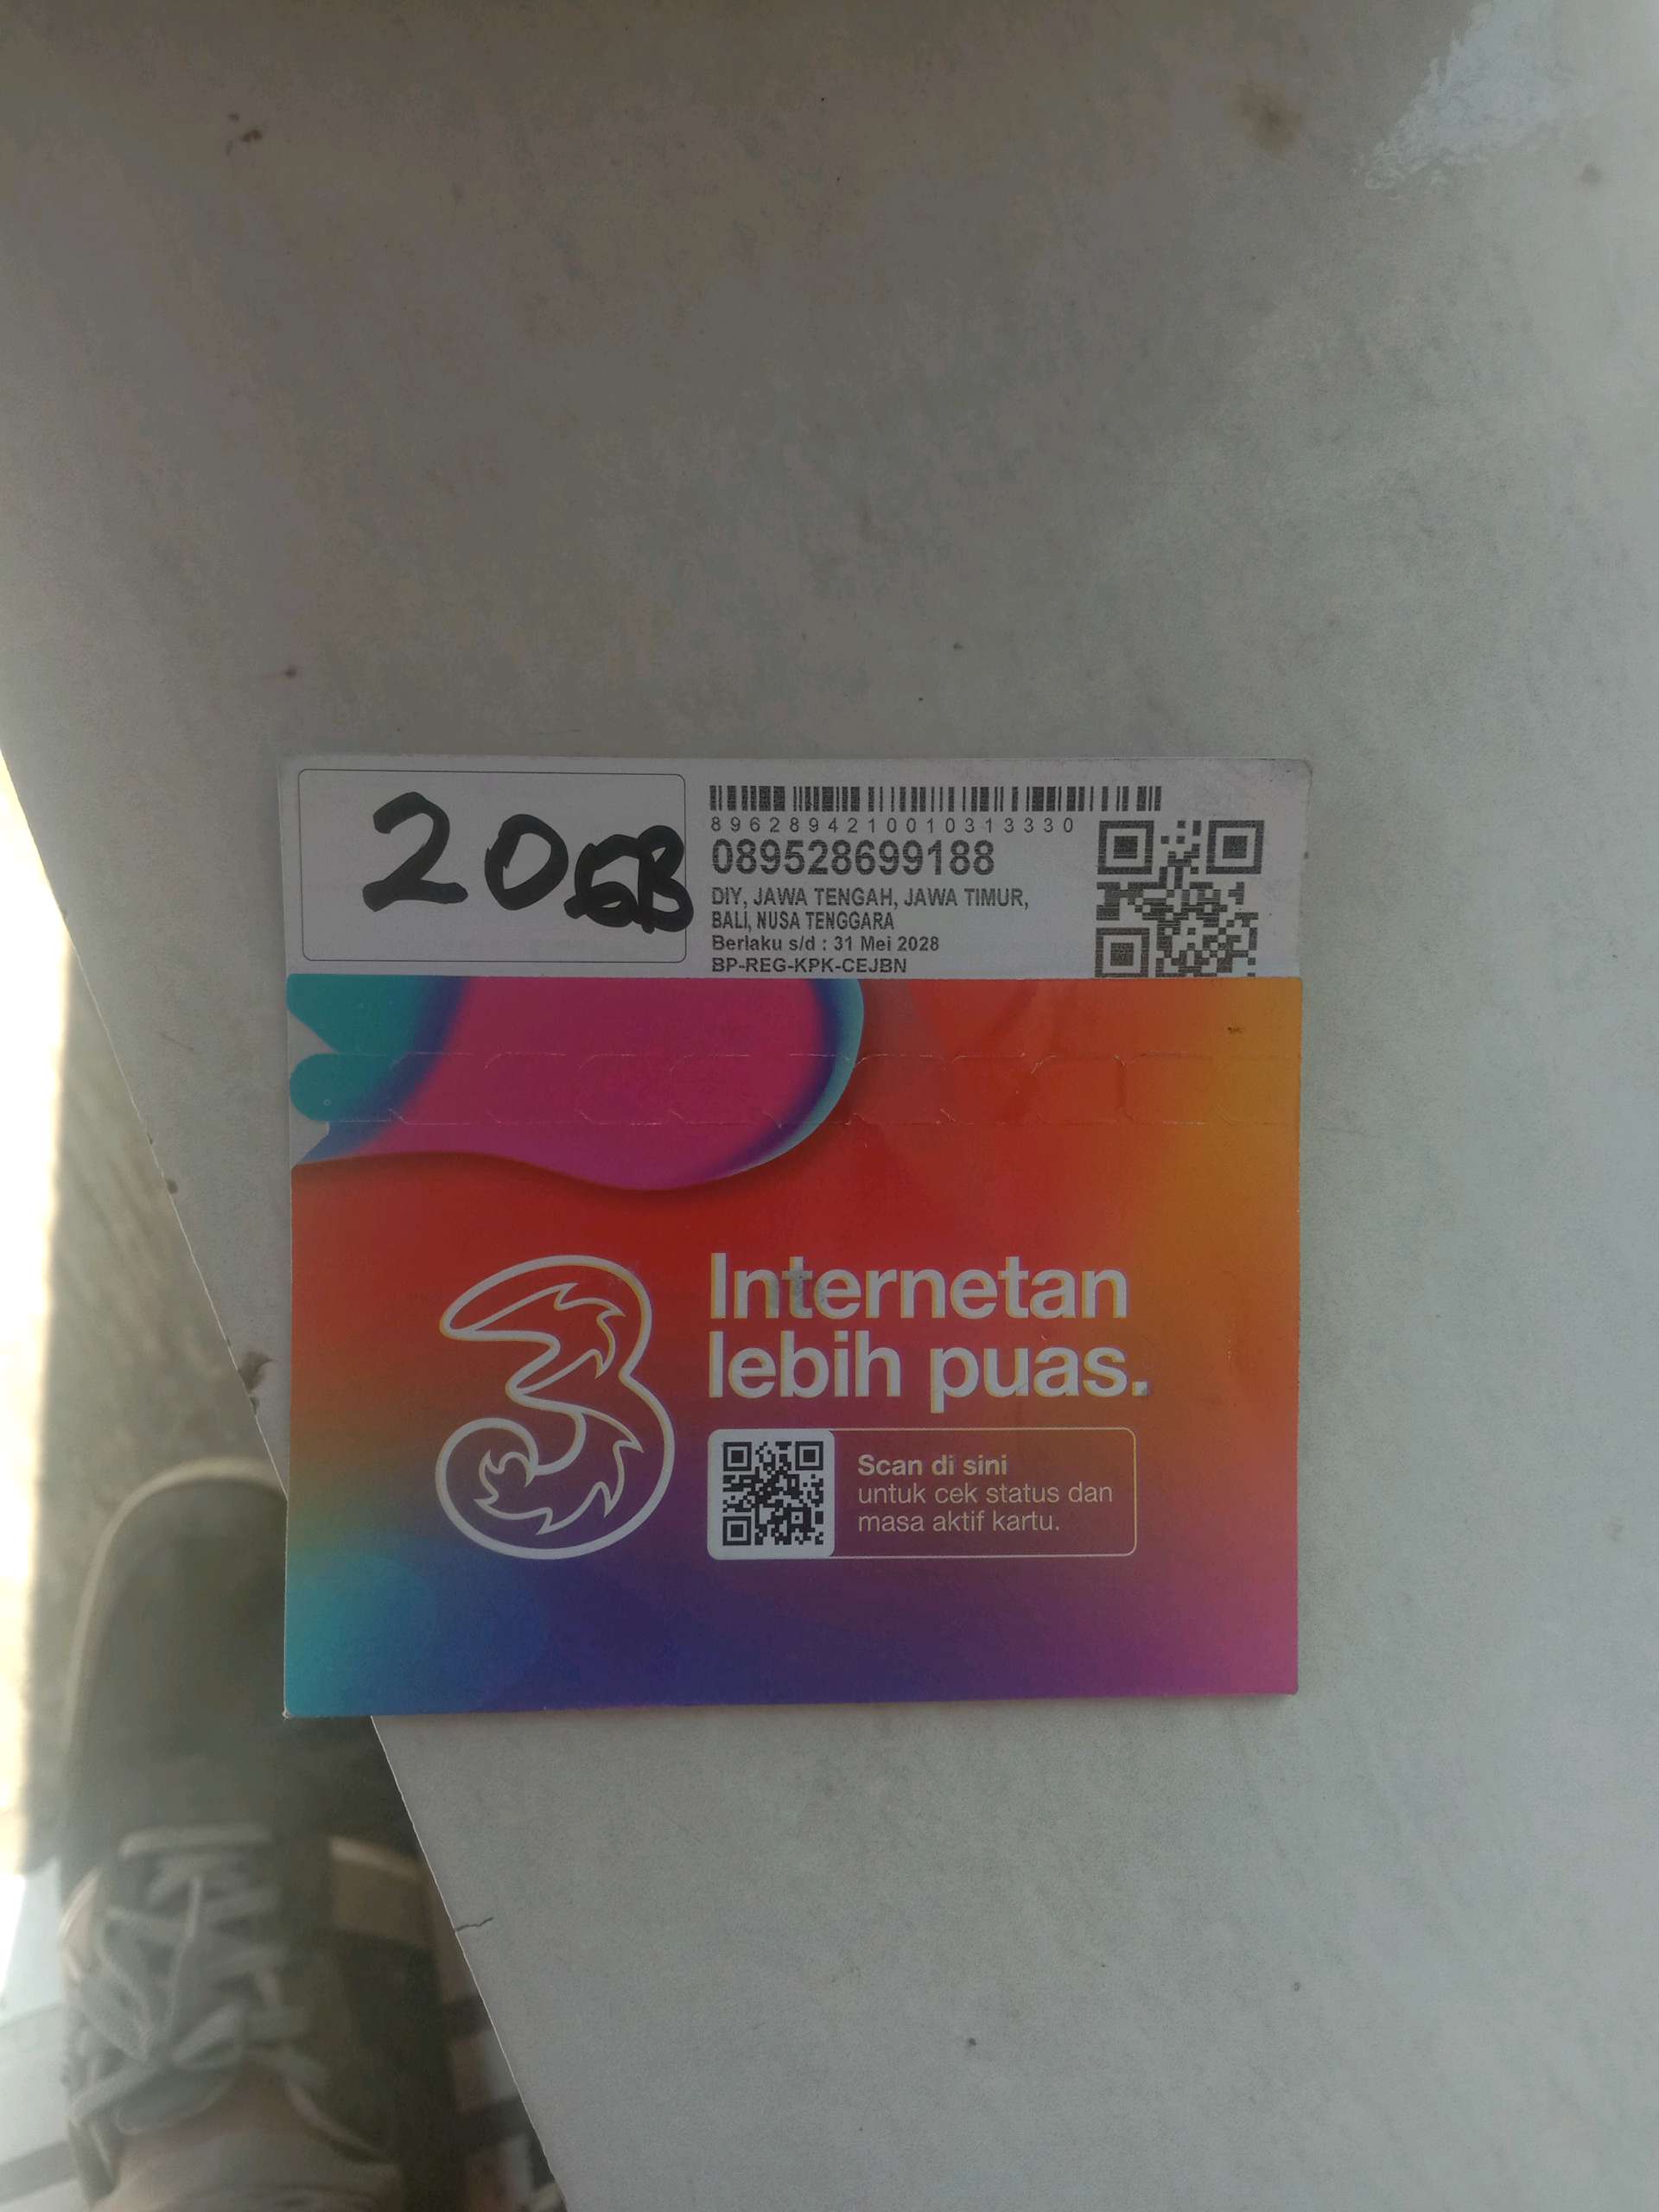 20GB
8962894210010313330
089528699188
DIY, JAWA TENGAH, JAWA TIMUR,
BALI, NUSA TENGGARA
Berlaku s/d : 31 Mei 2028
BP-REG-KPK-CEJBN
3
Internetan
lebih puas.
Scan di sini
untuk cek status dan
masa aktif kartu.